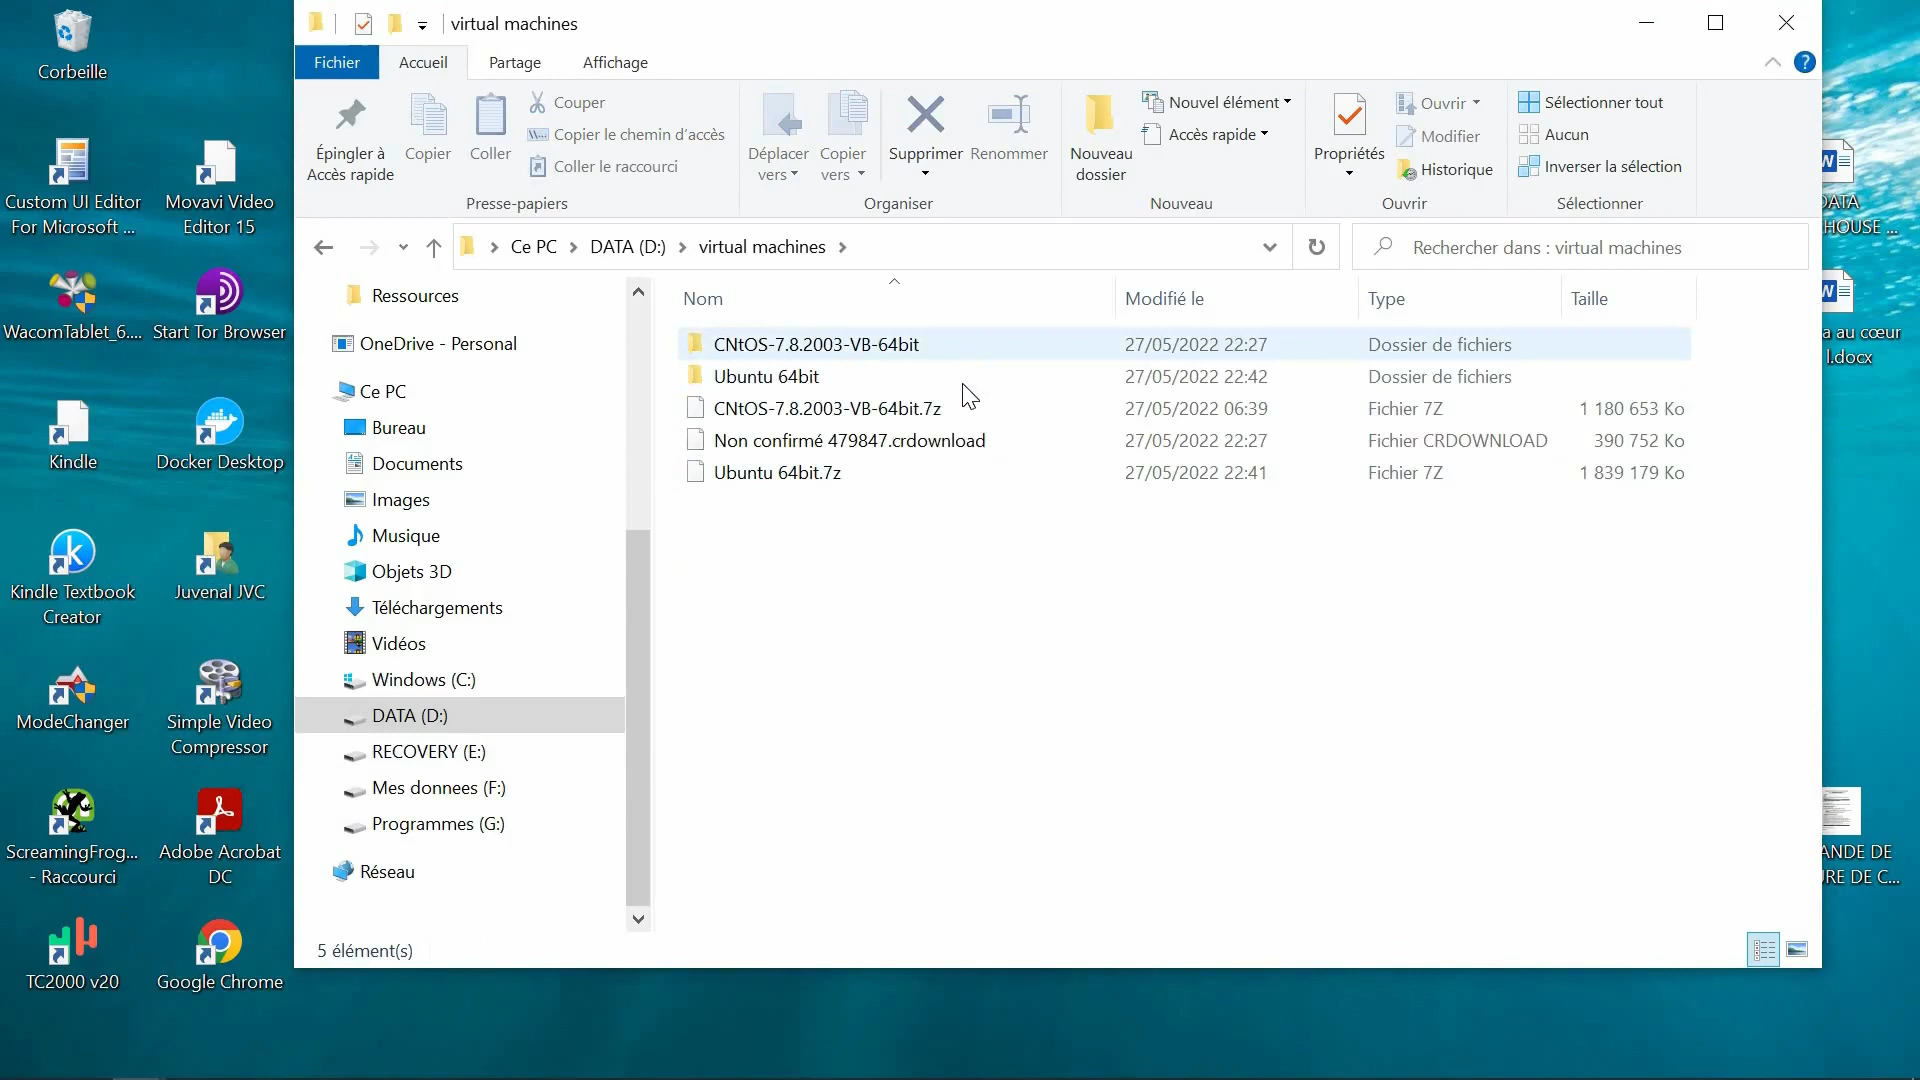 Corbeille
Custom UI Editor
For Microsoft ...
Movavi Video
Editor 15
WacomTablet_6....
Start Tor Browser
Kindle
Docker Desktop
Kindle Textbook
Creator
Juvenal JVC
ModeChanger
Simple Video
Compressor
ScreamingFrog...
- Raccourci
Adobe Acrobat
DC
TC2000 v20
Google Chrome
virtual machines
Fichier
Accueil
Partage
Affichage
?
Épingler à
Accès rapide
Copier
Coller
Couper
Copier le chemin d'accès
Coller le raccourci
Presse-papiers
Déplacer
vers
Copier
vers
Supprimer
Renommer
Organiser
Nouveau
dossier
Nouvel élément
Accès rapide
Nouveau
Propriétés
Ouvrir
Modifier
Historique
Ouvrir
Sélectionner tout
Aucun
Inverser la sélection
Sélectionner
Ce PC
DATA (D:)
virtual machines
Rechercher dans : virtual machines
Ressources
OneDrive - Personal
Ce PC
Bureau
Documents
Images
Musique
Objets 3D
Téléchargements
Vidéos
Windows (C:)
DATA (D:)
RECOVERY (E:)
Mes donnees (F:)
Programmes (G:)
Réseau
Nom Modifié le Type Taille
CNtOS-7.8.2003-VB-64bit 27/05/2022 22:27 Dossier de fichiers
Ubuntu 64bit 27/05/2022 22:42 Dossier de fichiers
CNtOS-7.8.2003-VB-64bit.7z 27/05/2022 06:39 Fichier 7Z 1 180 653 Ko
Non confirmé 479847.crdownload 27/05/2022 22:27 Fichier CRDOWNLOAD 390 752 Ko
Ubuntu 64bit.7z 27/05/2022 22:41 Fichier 7Z 1 839 179 Ko
5 élément(s)
DATA
HOUSE ...
a au cœur
l.docx
ANDE DE
URE DE C...